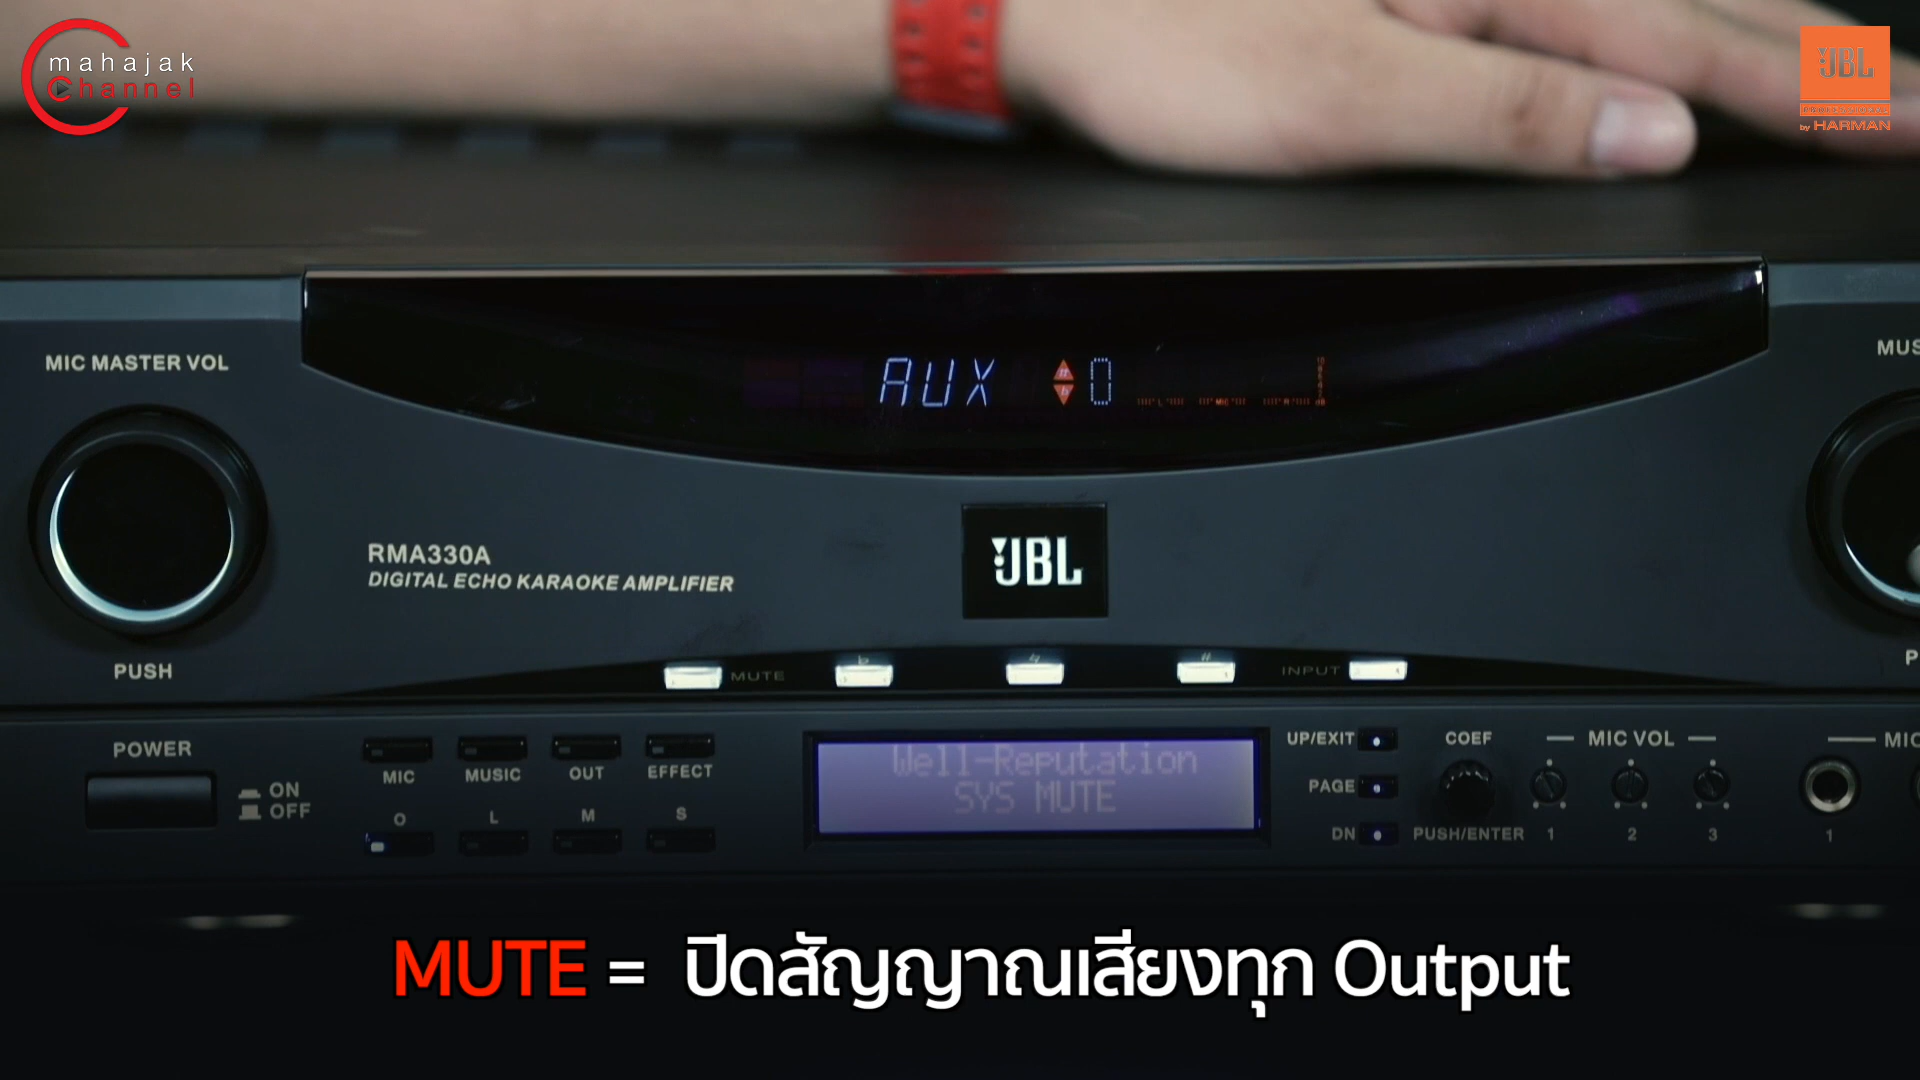 mahajak
Channel
JBL
PROFESSIONAL
by HARMAN
AUX 0
MIC MASTER VOL
MUS
RMA330A
DIGITAL ECHO KARAOKE AMPLIFIER
JBL
PUSH
P
MUTE
b
#
INPUT
POWER
ON
OFF
MIC
MUSIC
OUT
EFFECT
O
L
M
S
Well-Reputation
SYS MUTE
UP/EXIT
PAGE
DN
COEF
PUSH/ENTER
MIC VOL
1
2
3
MIC
1
MUTE = ปิดสัญญาณเสียงทุก Output